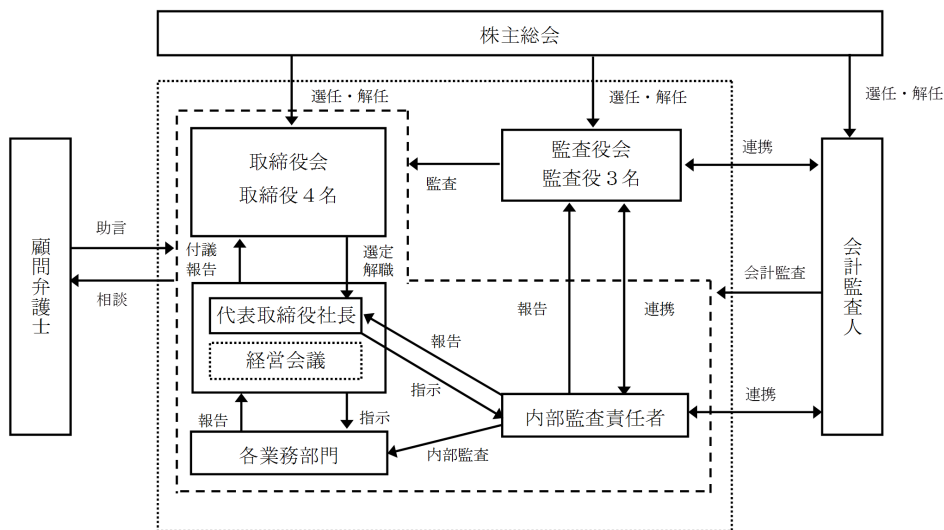 株主総会
選任・解任
選任・解任
選任・解任
取締役会
取締役４名
監査役会
監査役３名
監査
連携
顧問弁護士
助言
相談
付議
報告
選定
解職
会計監査
会計監査人
代表取締役社長
経営会議
報告
連携
報告
指示
連携
報告
指示
内部監査責任者
各業務部門
内部監査